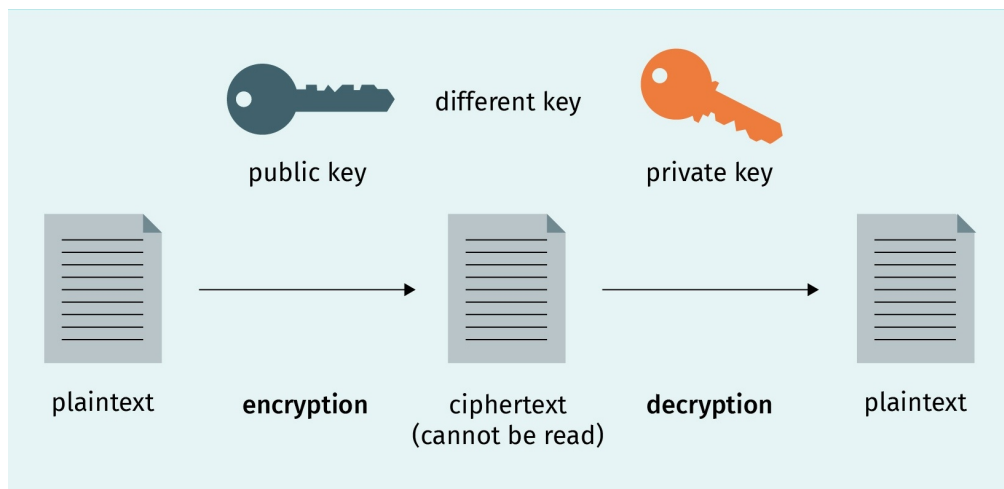 different key
public key
private key
plaintext
encryption
ciphertext
(cannot be read)
decryption
plaintext